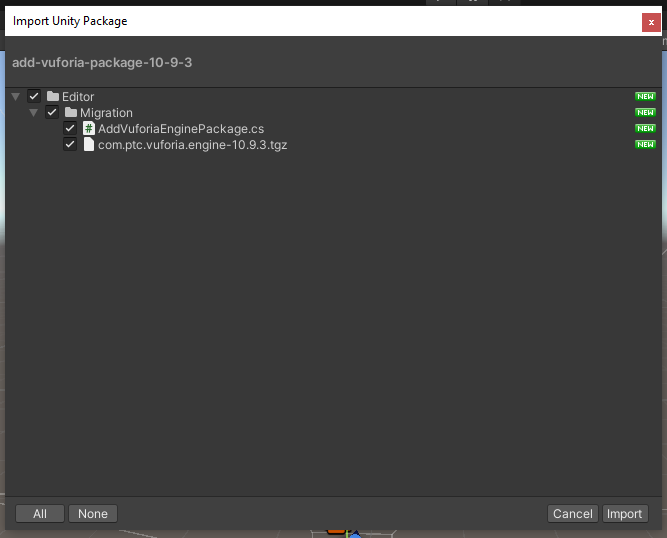 Import Unity Package
x
add-vuforia-package-10-9-3
Editor NEW
Migration NEW
# AddVuforiaEnginePackage.cs NEW
com.ptc.vuforia.engine-10.9.3.tgz NEW
All None Cancel Import